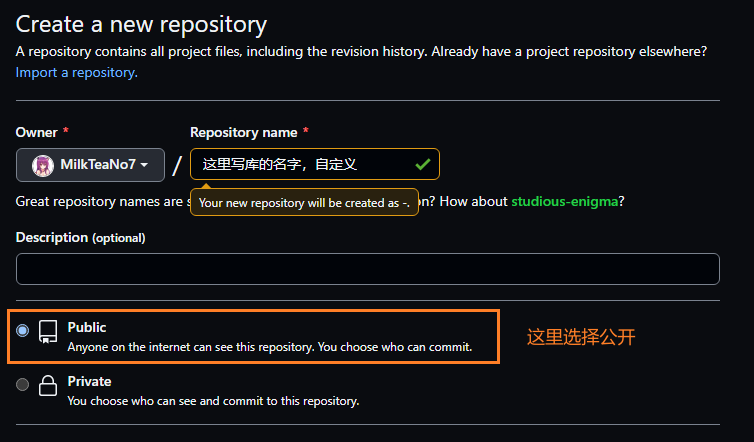 Create a new repository
A repository contains all project files, including the revision history. Already have a project repository elsewhere?
Import a repository.
Owner * Repository name *
MilkTeaNo7 / 这里写库的名字，自定义
Great repository names are s on? How about studious-enigma?
Your new repository will be created as -.
Description (optional)
Public
Anyone on the internet can see this repository. You choose who can commit.
这里选择公开
Private
You choose who can see and commit to this repository.